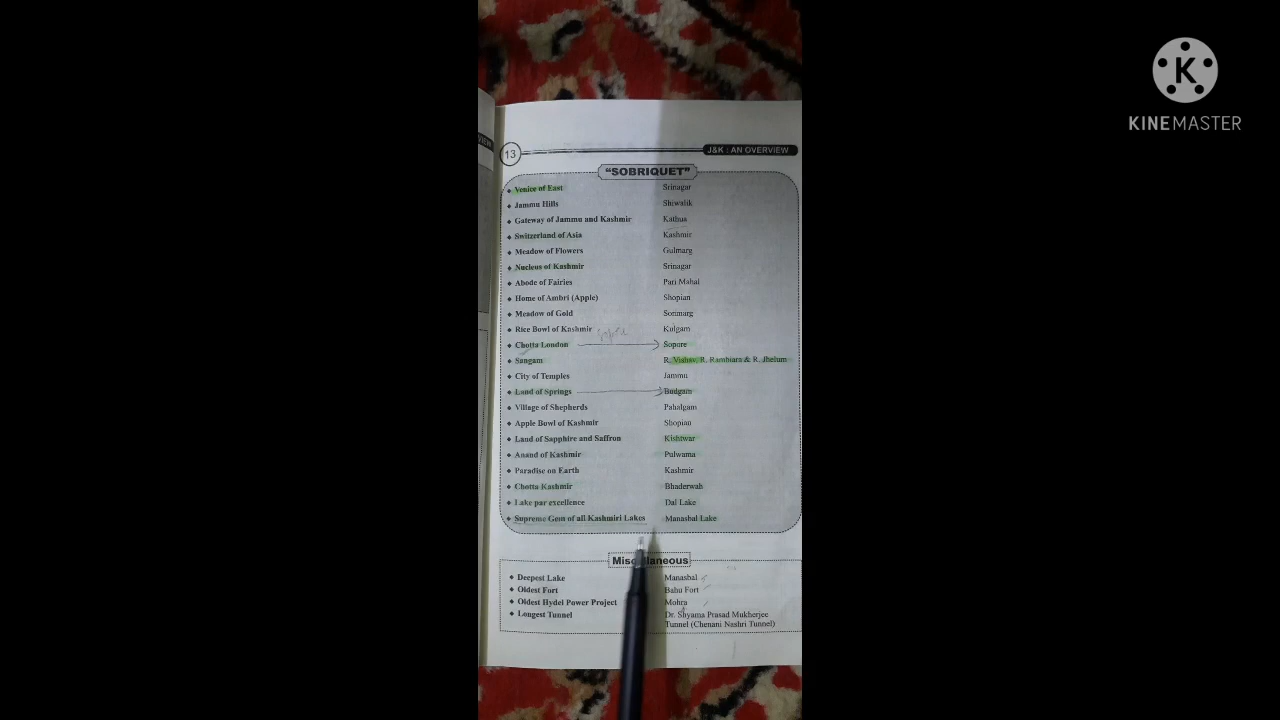 K
KINEMASTER
13
J&K : AN OVERVIEW
"SOBRIQUET"
Venice of East Srinagar
Jammu Hills Shiwalik
Gateway of Jammu and Kashmir Kathua
Switzerland of Asia Kashmir
Meadow of Flowers Gulmarg
Nucleus of Kashmir Srinagar
Abode of Fairies Pari Mahal
Home of Ambri (Apple) Shopian
Meadow of Gold Sonmarg
Rice Bowl of Kashmir Kulgam
Chotta London Sopore
Sangam R. Vishav, R. Rambiara & R. Jhelum
City of Temples Jammu
Land of Springs Budgam
Village of Shepherds Pahalgam
Apple Bowl of Kashmir Shopian
Land of Sapphire and Saffron Kishtwar
Anand of Kashmir Pulwama
Paradise on Earth Kashmir
Chotta Kashmir Bhaderwah
Lake par excellence Dal Lake
Supreme Gem of all Kashmiri Lakes Manasbal Lake
Miscellaneous
Deepest Lake Manasbal
Oldest Fort Bahu Fort
Oldest Hydel Power Project Mohra
Longest Tunnel Dr. Shyama Prasad Mukherjee
Tunnel (Chenani Nashri Tunnel)